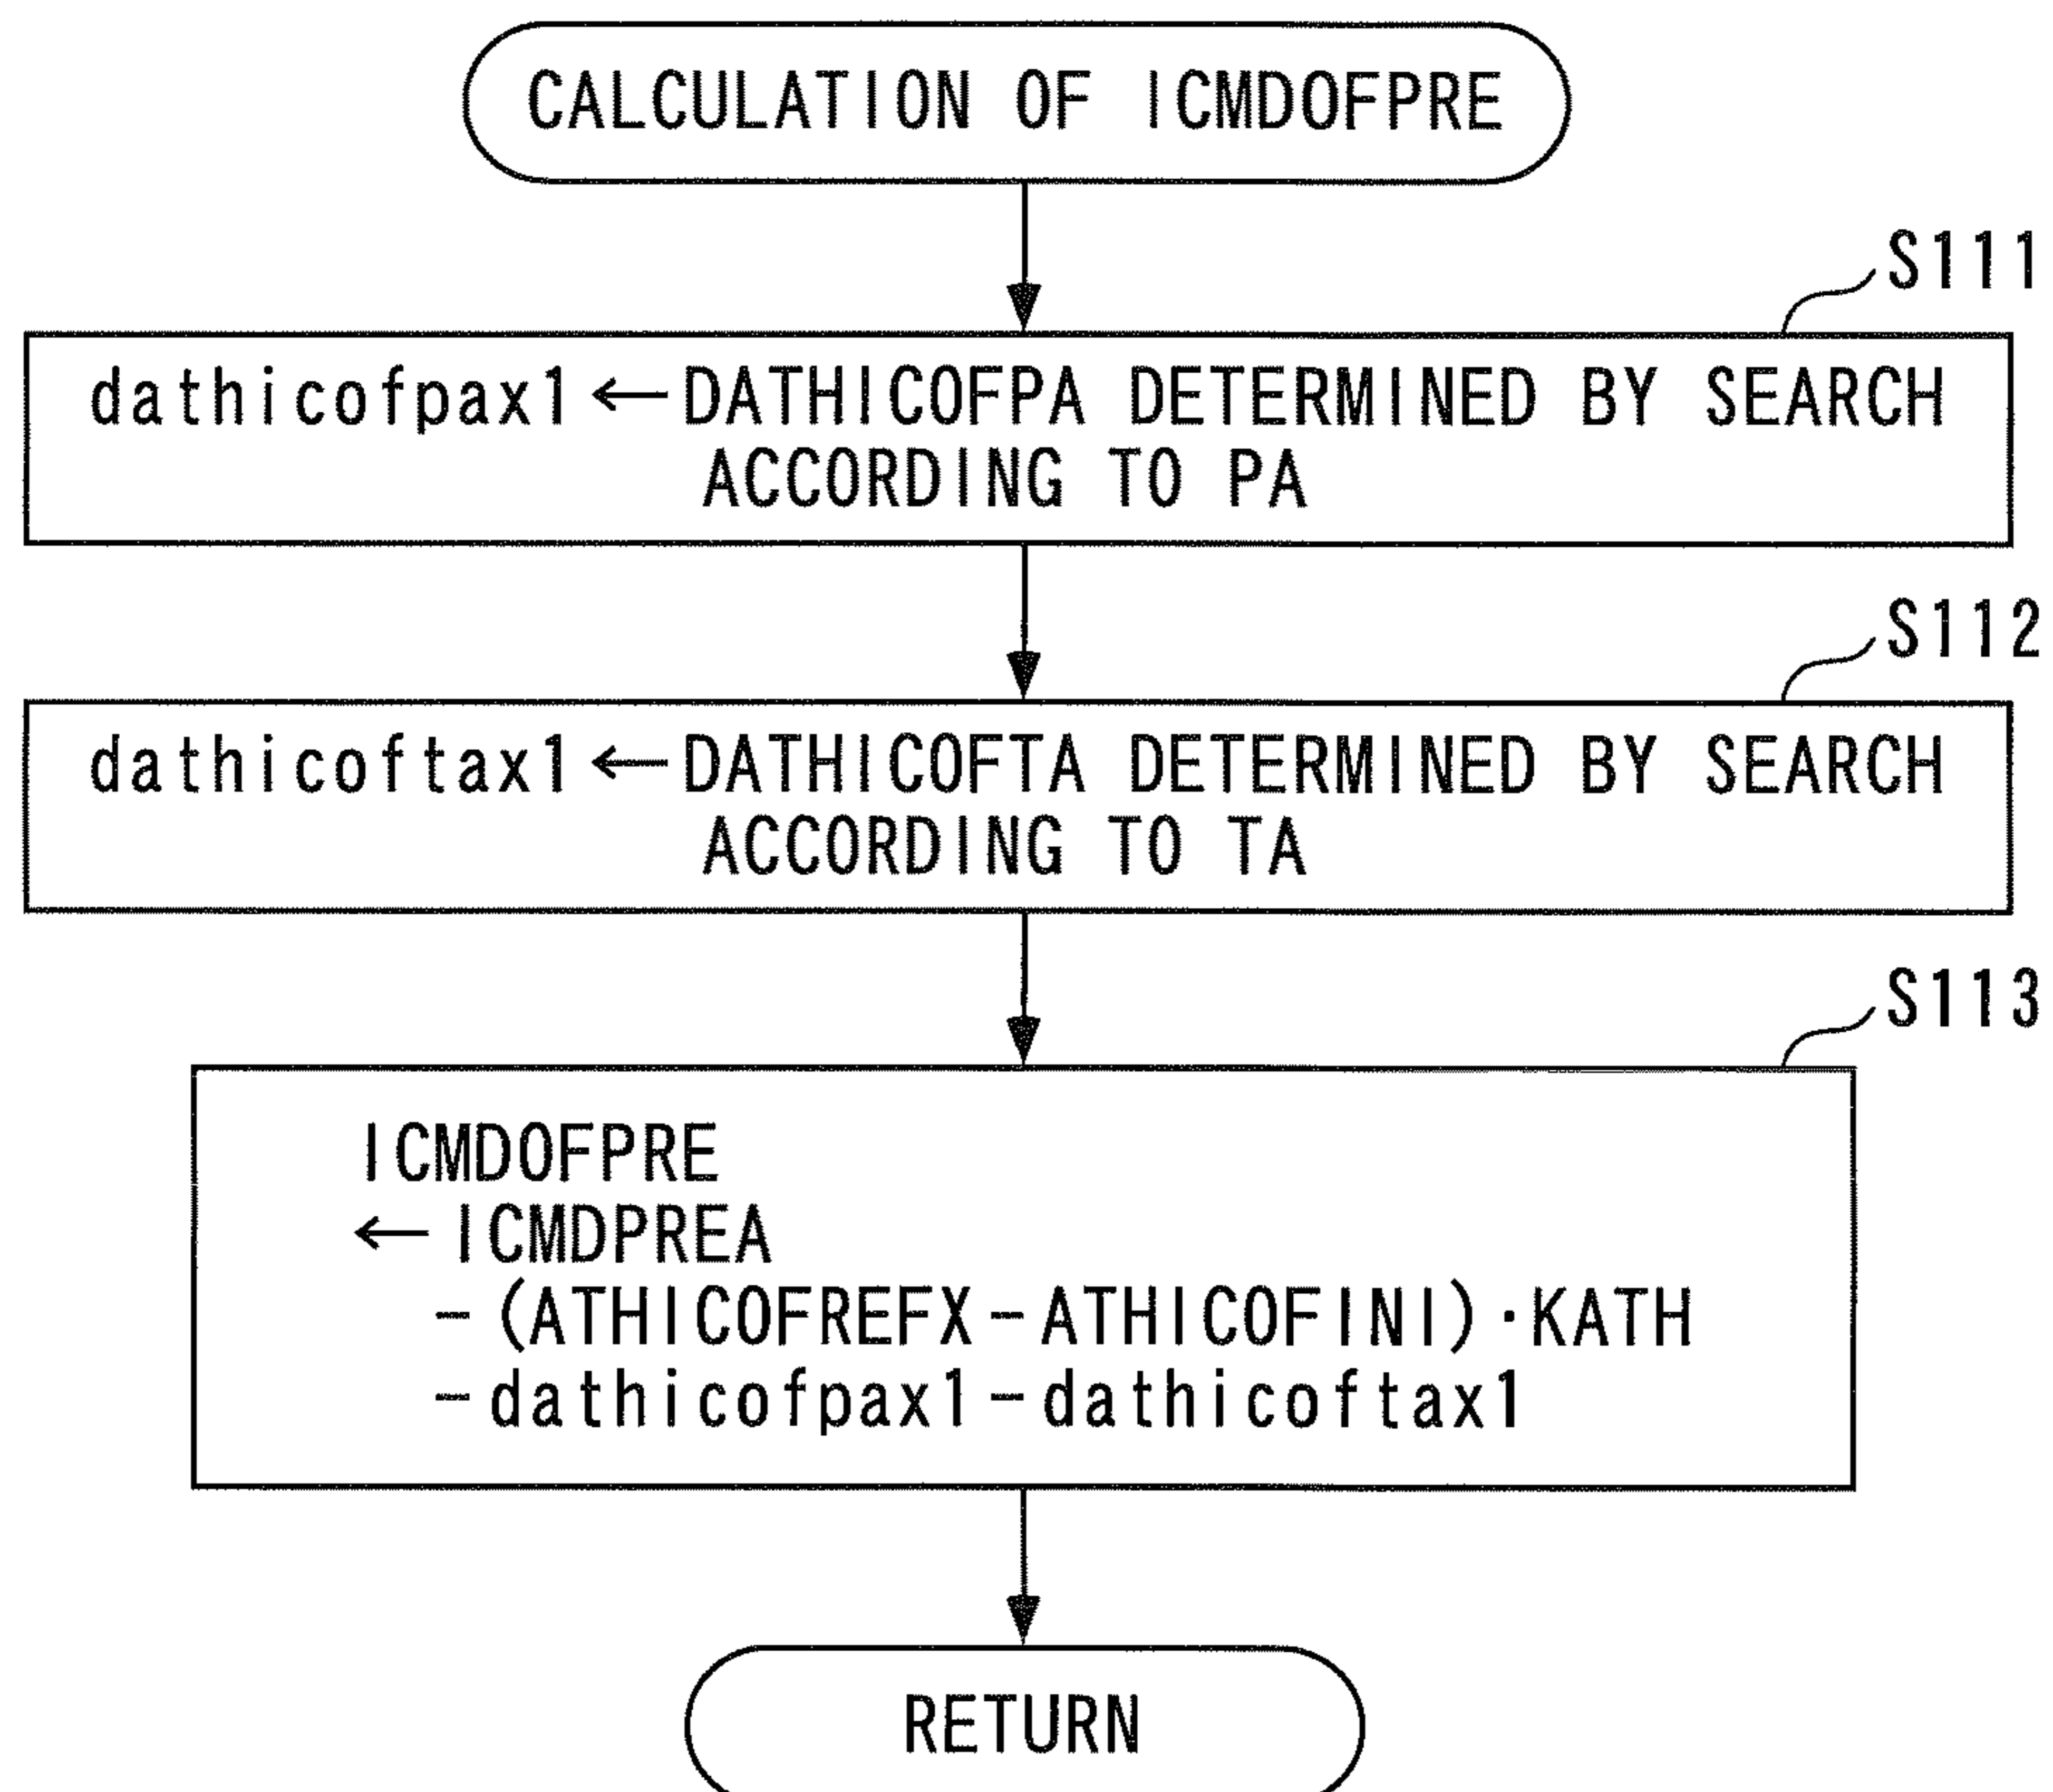 CALCULATION OF ICMDOFPRE
S111
dathicofpax1←DATHICOFPA DETERMINED BY SEARCH
ACCORDING TO PA
S112
dathicoftax1←DATHICOFTA DETERMINED BY SEARCH
ACCORDING TO TA
S113
ICMDOFPRE
←ICMDPREA
-(ATHICOFREFX-ATHICOFINI)·KATH
-dathicofpax1-dathicoftax1
RETURN